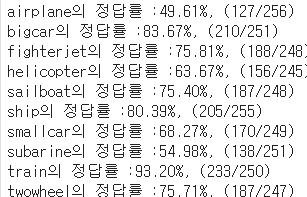 airplane의 정답률 :49.61%, (127/256)
bigcar의 정답률 :83.67%, (210/251)
fighterjet의 정답률 :75.81%, (188/248)
helicopter의 정답률 :63.67%, (156/245)
sailboat의 정답률 :75.40%, (187/248)
ship의 정답률 :80.39%, (205/255)
smallcar의 정답률 :68.27%, (170/249)
subarine의 정답률 :54.98%, (138/251)
train의 정답률 :93.20%, (233/250)
twowheel의 정답률 :75.71%, (187/247)